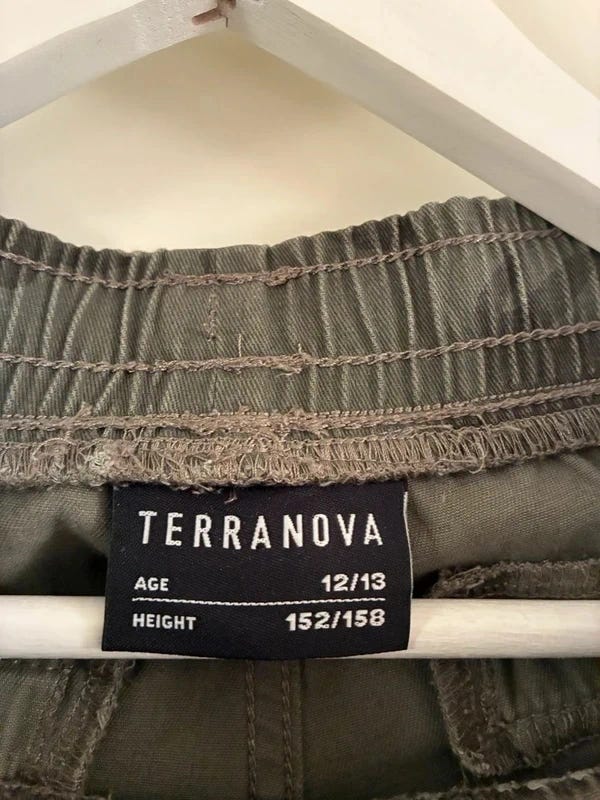 TERRANOVA
AGE 12/13
HEIGHT 152/158